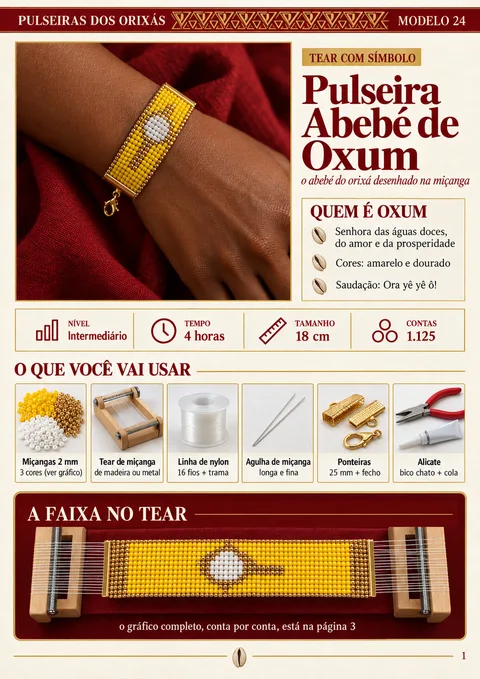 PULSEIRAS DOS ORIXÁS
MODELO 24
TEAR COM SÍMBOLO
Pulseira
Abebé de
Oxum
o abebé do orixá desenhado na miçanga
QUEM É OXUM
Senhora das águas doces,
do amor e da prosperidade
Cores: amarelo e dourado
Saudação: Ora yê yê ô!
NÍVEL
Intermediário
TEMPO
4 horas
TAMANHO
18 cm
CONTAS
1.125
O QUE VOCÊ VAI USAR
Miçangas 2 mm
3 cores (ver gráfico)
Tear de miçanga
de madeira ou metal
Linha de nylon
16 fios + trama
Agulha de miçanga
longa e fina
Ponteiras
25 mm + fecho
Alicate
bico chato + cola
A FAIXA NO TEAR
o gráfico completo, conta por conta, está na página 3
1